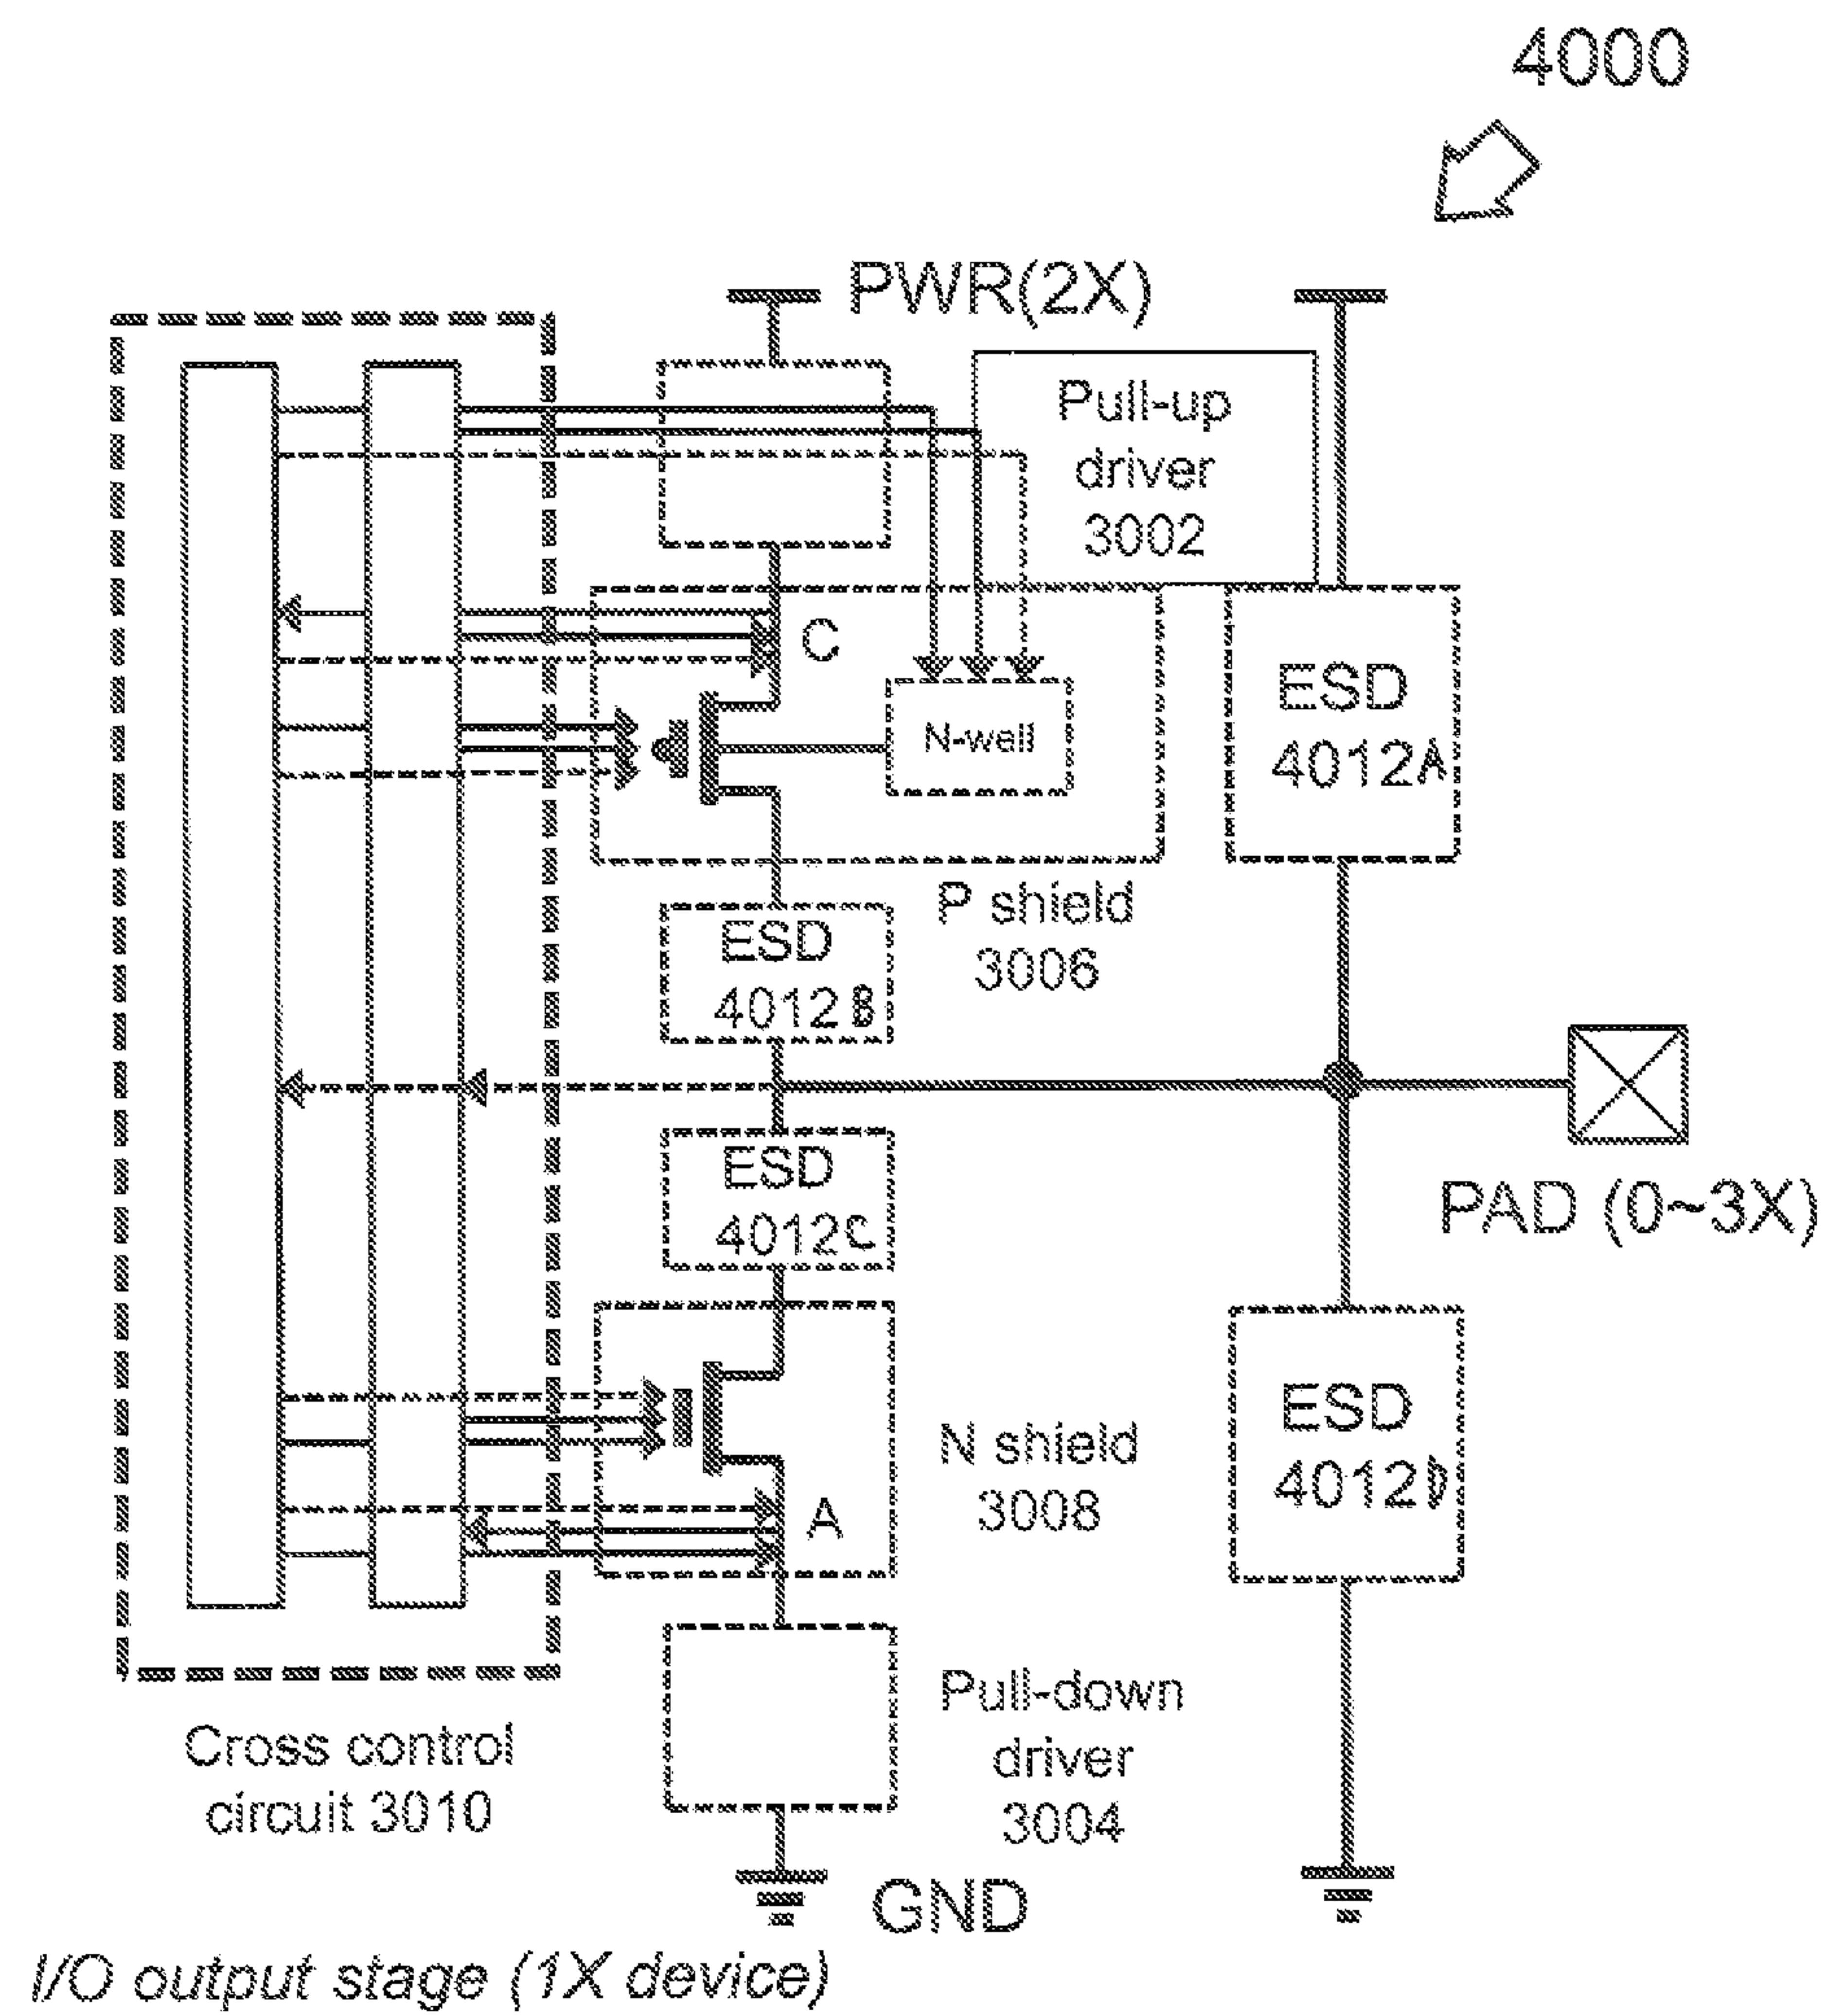 4000
PWR(2X)
Pull-up
driver
3002
C
N-well
ESD
4012A
P shield
3006
ESD
4012B
PAD (0~3X)
ESD
4012C
N shield
3008
A
ESD
4012D
Pull-down
driver
3004
Cross control
circuit 3010
GND
I/O output stage (1X device)